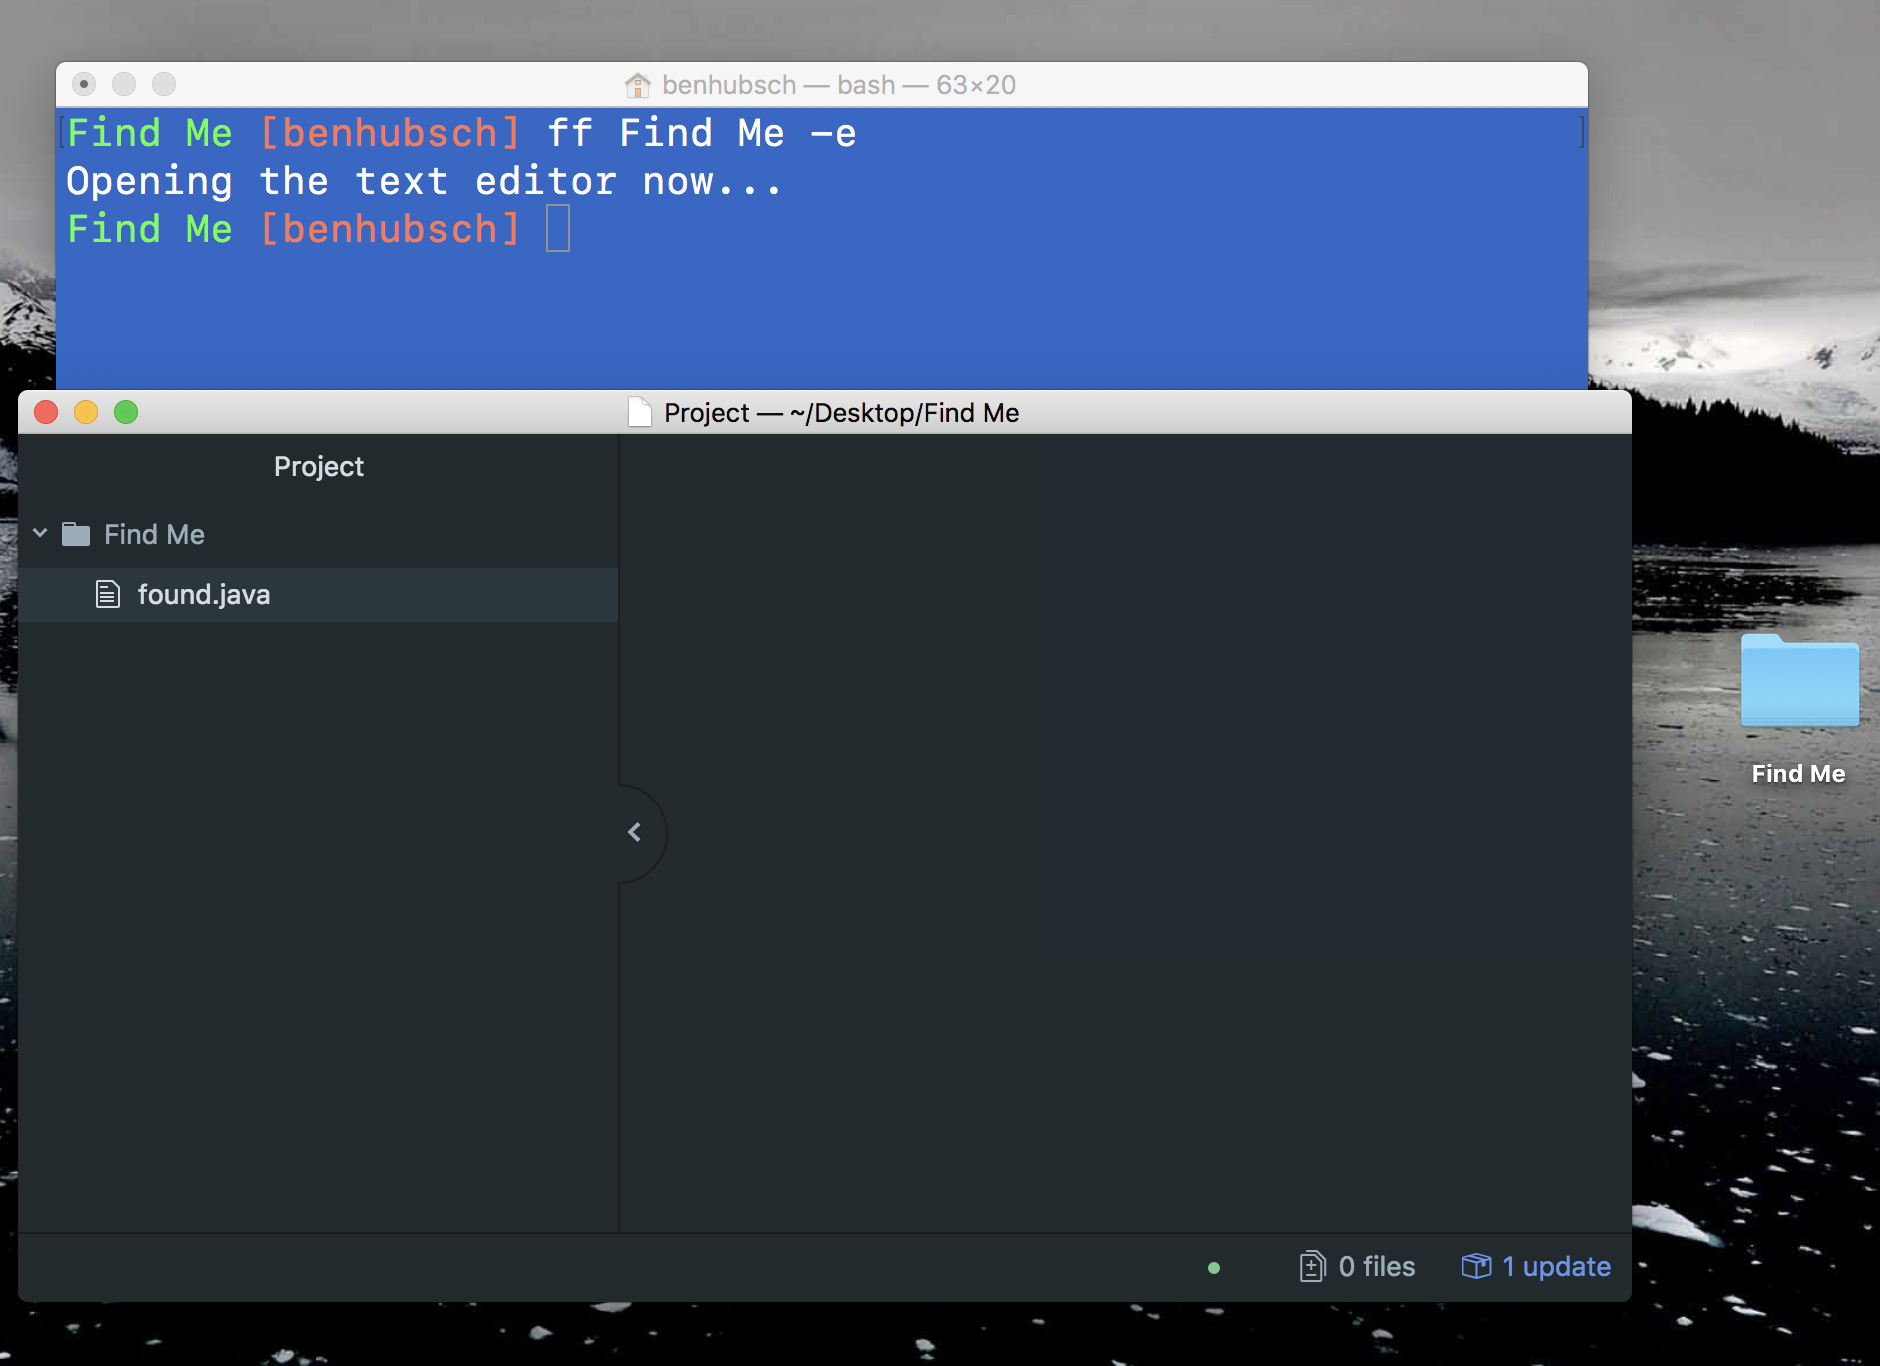 benhubsch — bash — 63×20
Find Me [benhubsch] ff Find Me -e
Opening the text editor now...
Find Me [benhubsch]
Project — ~/Desktop/Find Me
Project
Find Me
found.java
Find Me
0 files
1 update